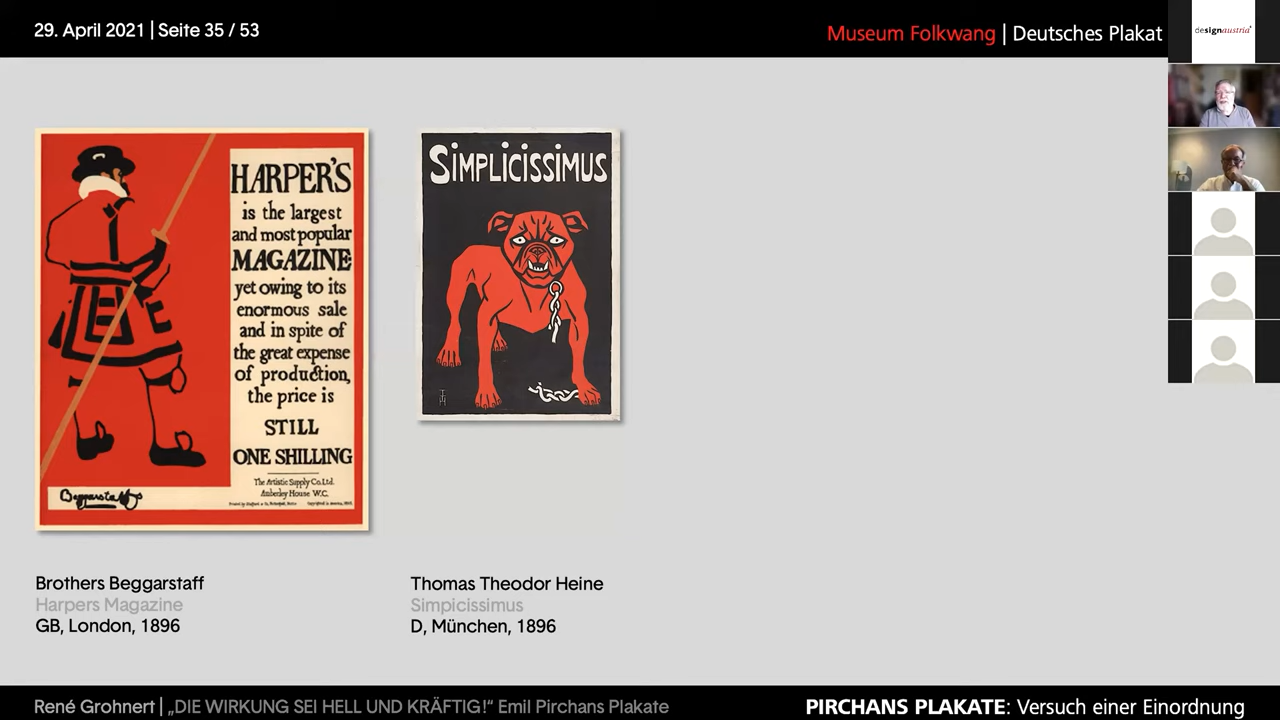 29. April 2021 | Seite 35 / 53
Museum Folkwang | Deutsches Plakat
designaustria
HARPER'S
is the largest
and most popular
MAGAZINE
yet owing to its
enormous sale
and in spite of
the great expense
of production,
the price is
STILL
ONE SHILLING
The Artistic Supply Co. Ltd.
Amberley House W.C.
Beggarstaffs
SIMPLICISSIMUS
TTH
Brothers Beggarstaff
Harpers Magazine
GB, London, 1896
Thomas Theodor Heine
Simpicissimus
D, München, 1896
René Grohnert | „DIE WIRKUNG SEI HELL UND KRÄFTIG!“ Emil Pirchans Plakate
PIRCHANS PLAKATE: Versuch einer Einordnung